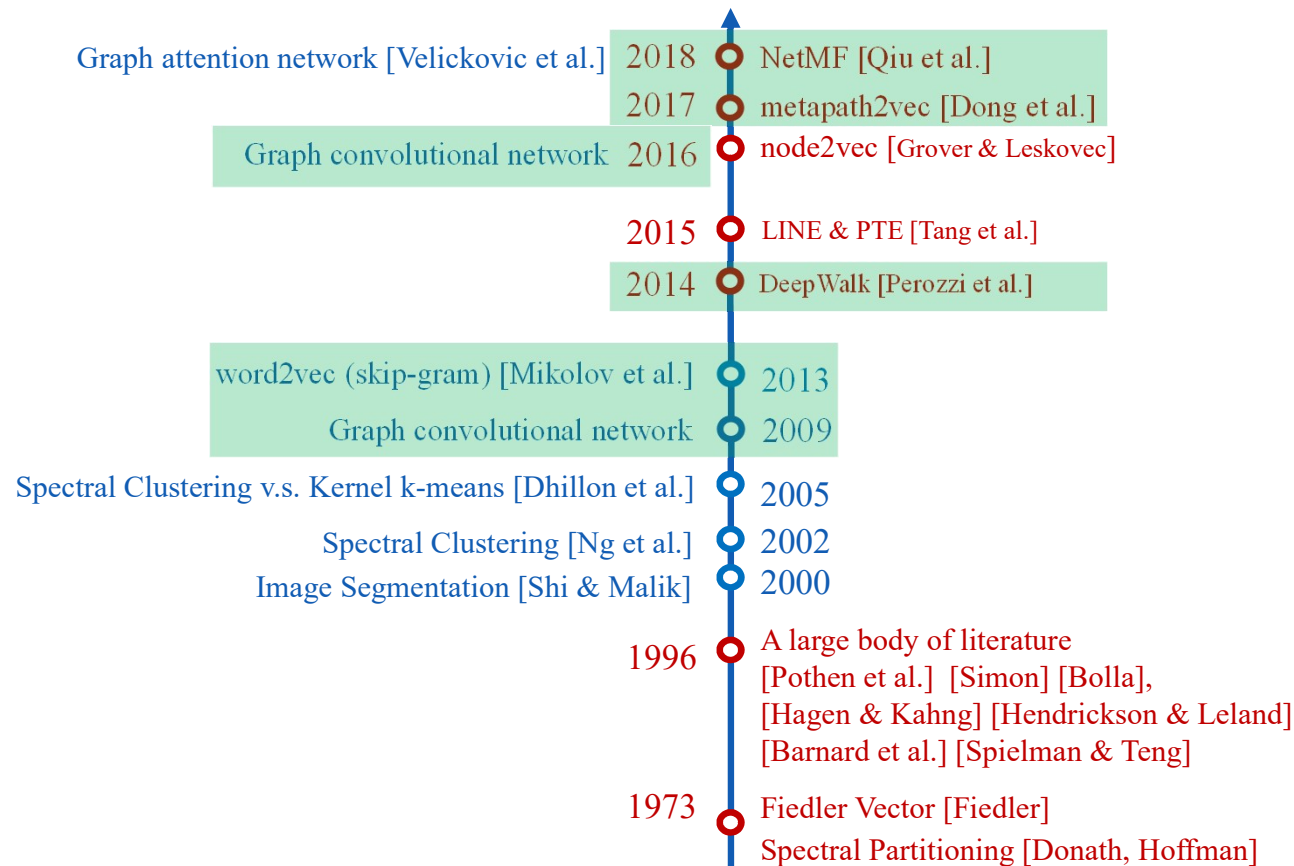 Graph attention network [Velickovic et al.] 2018 NetMF [Qiu et al.]
2017 metapath2vec [Dong et al.]
Graph convolutional network 2016 node2vec [Grover & Leskovec]
2015 LINE & PTE [Tang et al.]
2014 DeepWalk [Perozzi et al.]
word2vec (skip-gram) [Mikolov et al.] 2013
Graph convolutional network 2009
Spectral Clustering v.s. Kernel k-means [Dhillon et al.] 2005
Spectral Clustering [Ng et al.] 2002
Image Segmentation [Shi & Malik] 2000
1996 A large body of literature
[Pothen et al.] [Simon] [Bolla],
[Hagen & Kahng] [Hendrickson & Leland]
[Barnard et al.] [Spielman & Teng]
1973 Fiedler Vector [Fiedler]
Spectral Partitioning [Donath, Hoffman]